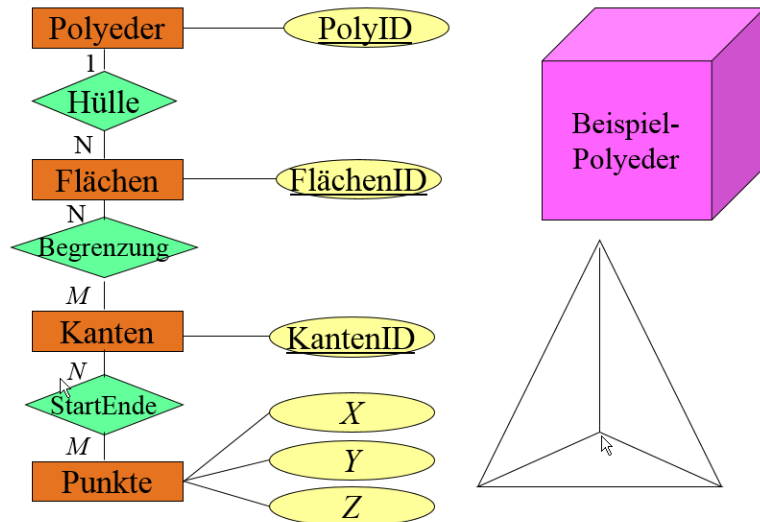 Polyeder
PolyID
1
Hülle
N
Flächen
FlächenID
N
Begrenzung
M
Kanten
KantenID
N
StartEnde
M
Punkte
X
Y
Z
Beispiel-
Polyeder